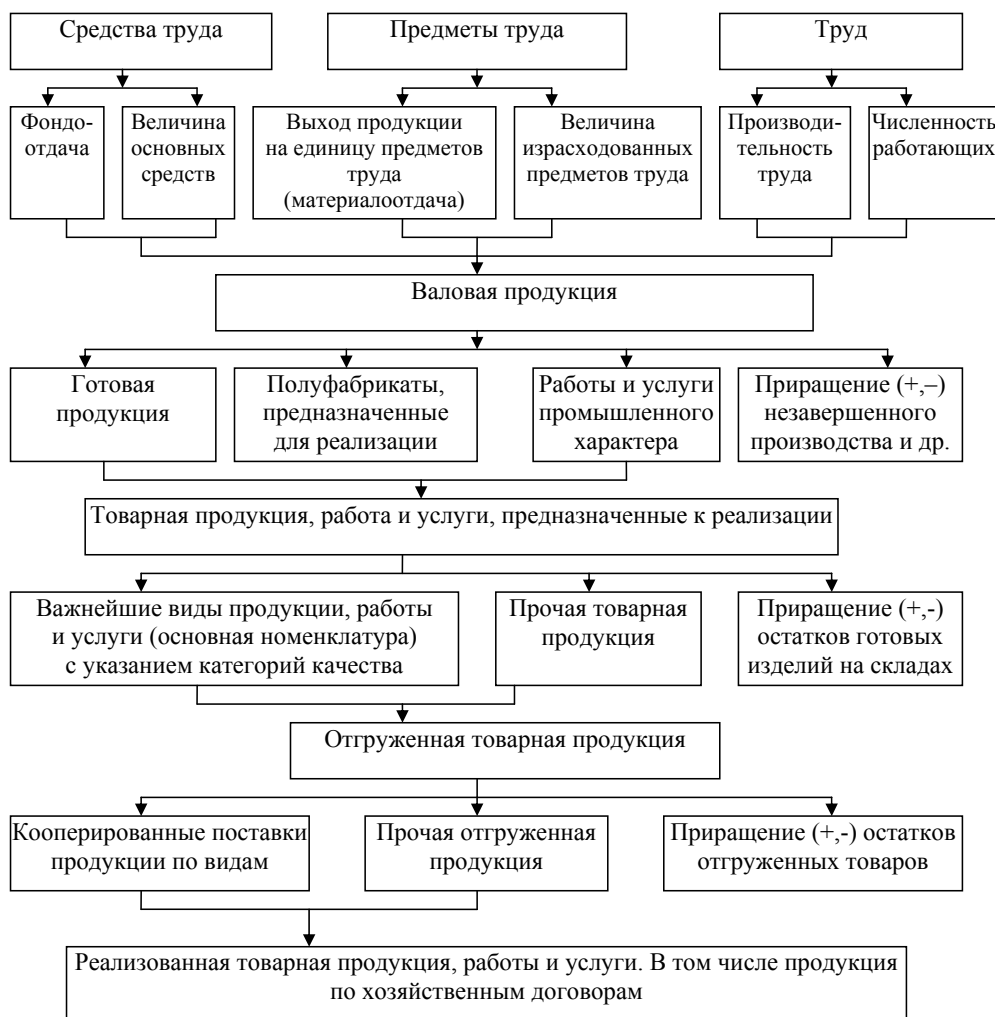 Средства труда
Предметы труда
Труд
Фондо-
отдача
Величина
основных
средств
Выход продукции
на единицу предметов
труда
(материалоотдача)
Величина
израсходованных
предметов труда
Производи-
тельность
труда
Численность
работающих
Валовая продукция
Готовая
продукция
Полуфабрикаты,
предназначенные
для реализации
Работы и услуги
промышленного
характера
Приращение (+,–)
незавершенного
производства и др.
Товарная продукция, работа и услуги, предназначенные к реализации
Важнейшие виды продукции, работы
и услуги (основная номенклатура)
с указанием категорий качества
Прочая товарная
продукция
Приращение (+,-)
остатков готовых
изделий на складах
Отгруженная товарная продукция
Кооперированные поставки
продукции по видам
Прочая отгруженная
продукция
Приращение (+,-) остатков
отгруженных товаров
Реализованная товарная продукция, работы и услуги. В том числе продукция
по хозяйственным договорам